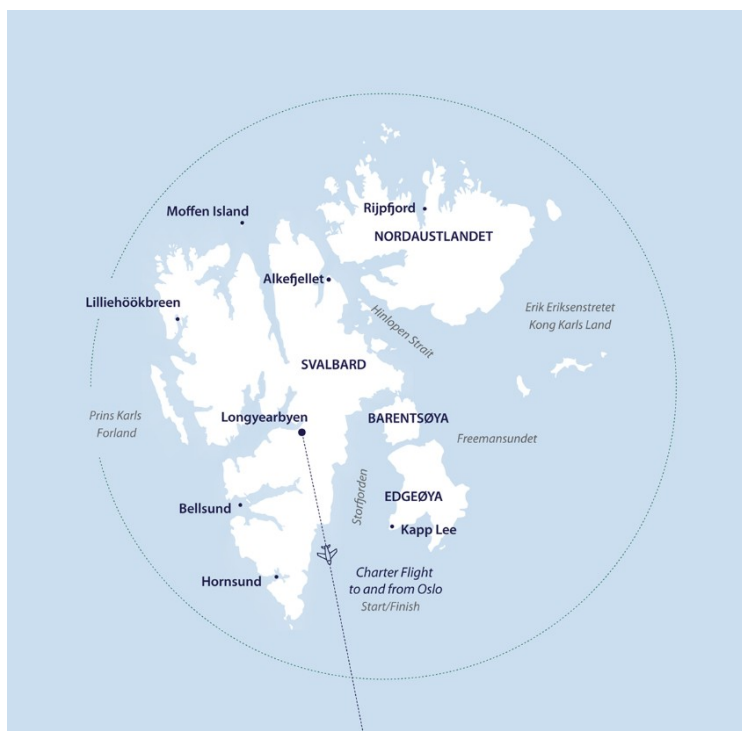 Rijpfjord
Moffen Island
NORDAUSTLANDET
Alkefjellet
Lilliehöökbreen
Erik Eriksenstretet
Kong Karls Land
Hinlopen Strait
SVALBARD
Prins Karls
Forland
Longyearbyen
BARENTSØYA
Freemansundet
EDGEØYA
Storfjorden
Bellsund
Kapp Lee
Charter Flight
to and from Oslo
Start/Finish
Hornsund